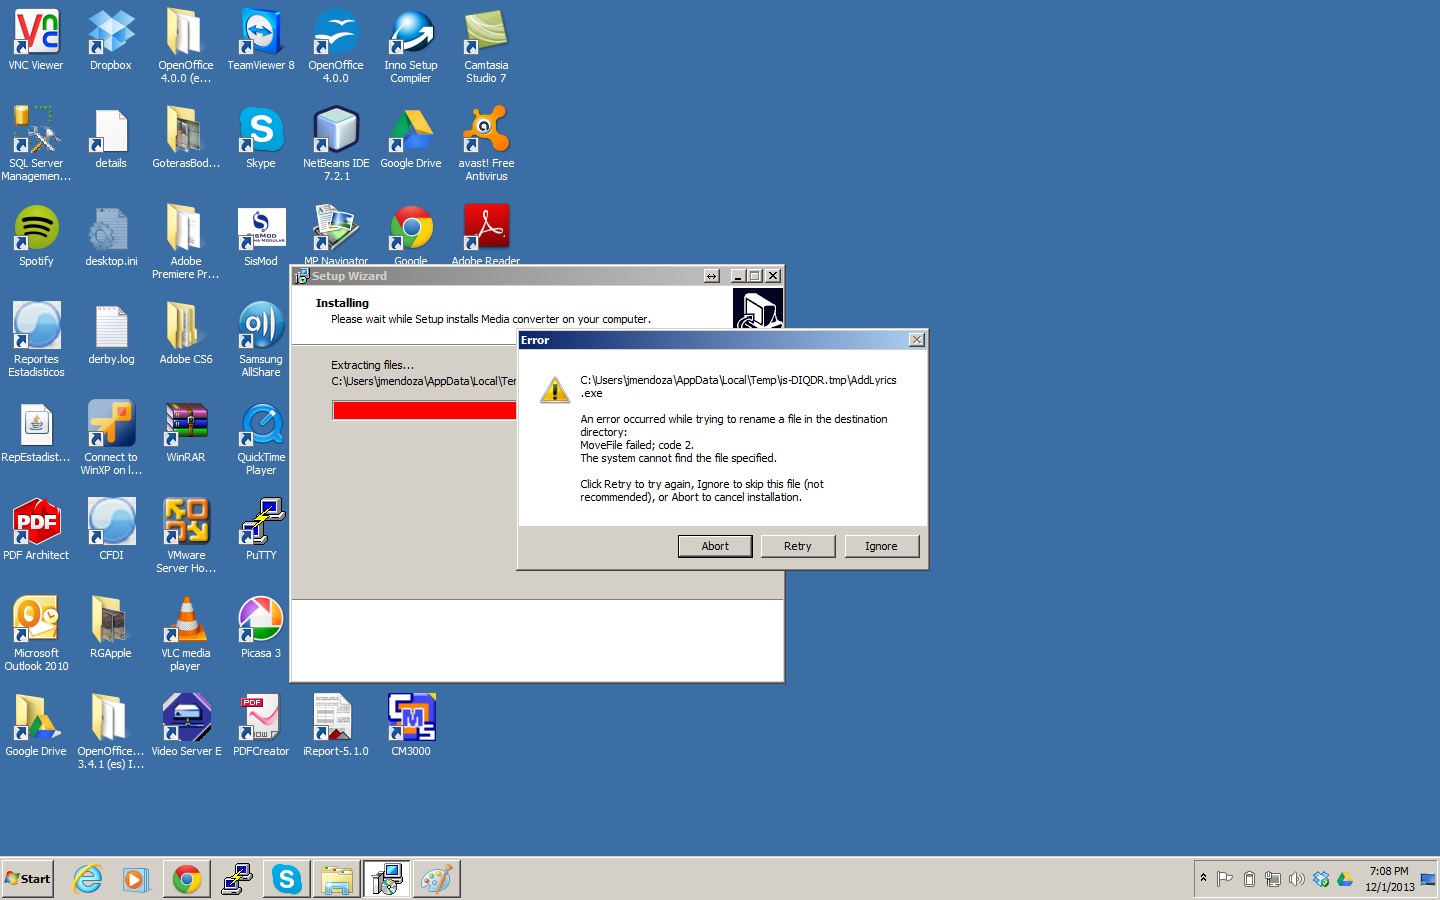 VNC Viewer
Dropbox
OpenOffice
4.0.0 (e...
TeamViewer 8
OpenOffice
4.0.0
Inno Setup
Compiler
Camtasia
Studio 7
SQL Server
Managemen...
details
GoterasBod...
Skype
NetBeans IDE
7.2.1
Google Drive
avast! Free
Antivirus
Spotify
desktop.ini
Adobe
Premiere Pr...
SisMod
MP Navigator
Google
Adobe Reader
Reportes
Estadisticos
derby.log
Adobe CS6
Samsung
AllShare
RepEstadist...
Connect to
WinXP on l...
WinRAR
QuickTime
Player
PDF
PDF Architect
CFDI
VMware
Server Ho...
PuTTY
Microsoft
Outlook 2010
RGApple
VLC media
player
Picasa 3
Google Drive
OpenOffice...
3.4.1 (es) I...
Video Server E
PDF
PDFCreator
iReport-5.1.0
CMS
CM3000
Setup Wizard
Installing
Please wait while Setup installs Media converter on your computer.
Extracting files...
C:\Users\jmendoza\AppData\Local\Ter
Error
C:\Users\jmendoza\AppData\Local\Temp\is-DIQDR.tmp\AddLyrics
.exe
An error occurred while trying to rename a file in the destination
directory:
MoveFile failed; code 2.
The system cannot find the file specified.
Click Retry to try again, Ignore to skip this file (not
recommended), or Abort to cancel installation.
Abort
Retry
Ignore
Start
7:08 PM
12/1/2013